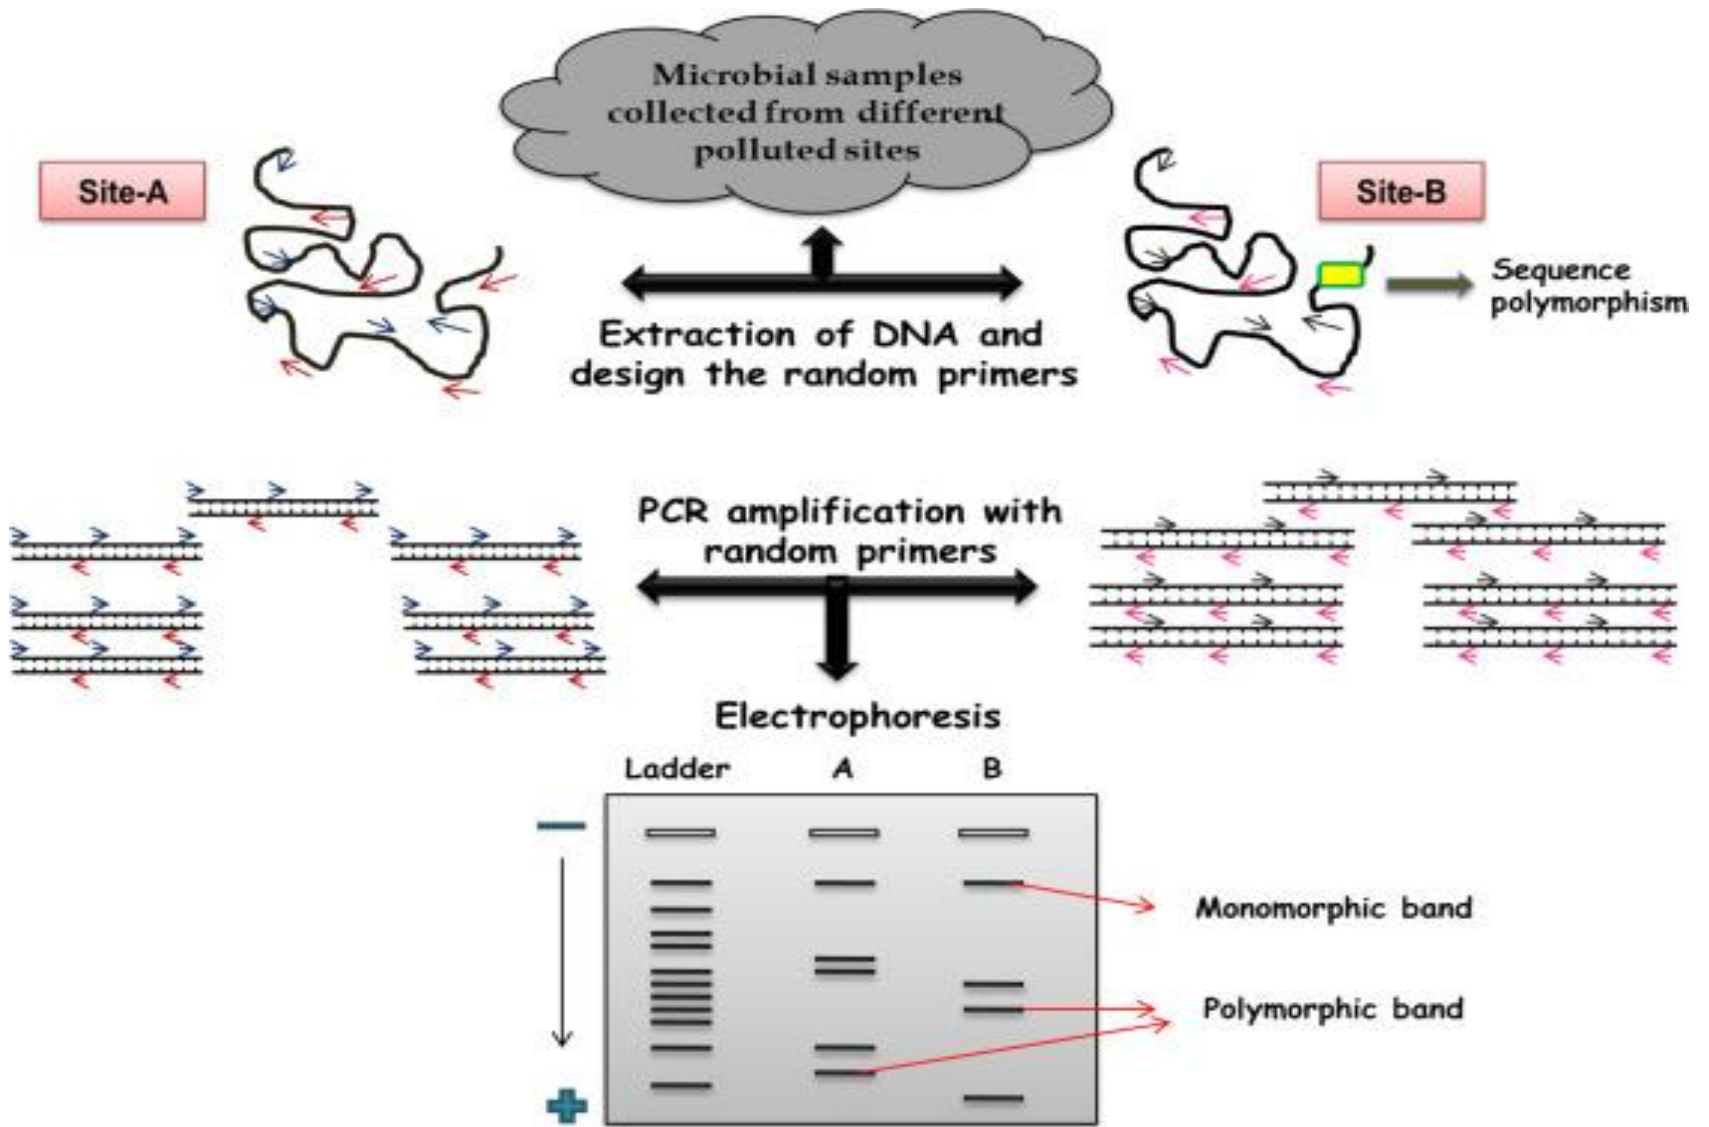 Microbial samples
collected from different
polluted sites
Site-A
Site-B
Sequence
polymorphism
Extraction of DNA and
design the random primers
PCR amplification with
random primers
Electrophoresis
Ladder
A
B
Monomorphic band
Polymorphic band